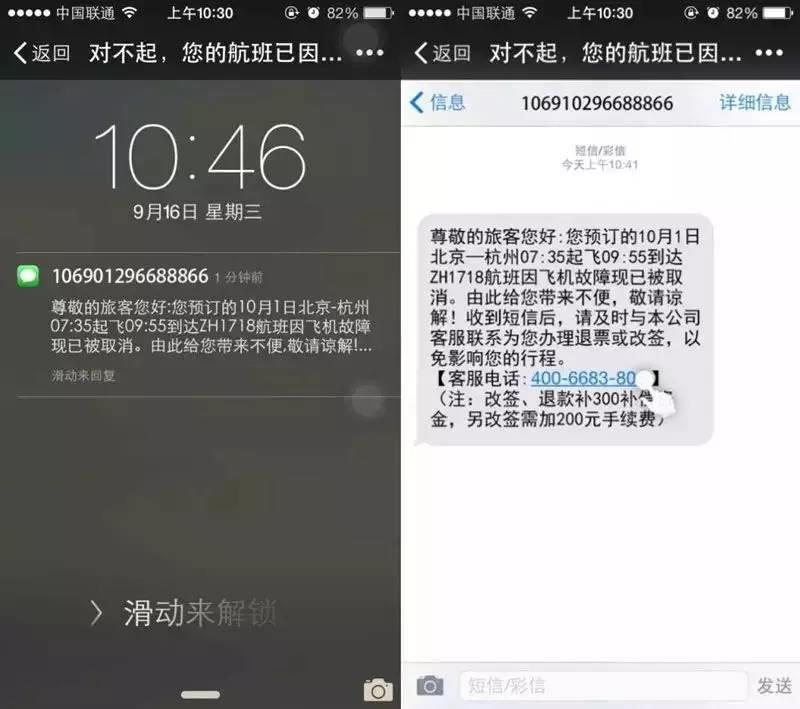 中国联通 上午10:30 82%
返回 对不起，您的航班已因...
10:46
9月16日 星期三
106901296688866 1 分钟前
尊敬的旅客您好:您预订的10月1日北京-杭州
07:35起飞09:55到达ZH1718航班因飞机故障
现已被取消。由此给您带来不便,敬请谅解!...
滑动来回复
滑动来解锁
中国联通 上午10:30 82%
返回 对不起，您的航班已因...
信息 106910296688866 详细信息
短信/彩信
今天上午10:41
尊敬的旅客您好:您预订的10月1日
北京—杭州07:35起飞09:55到达
ZH1718航班因飞机故障现已被取
消。由此给您带来不便，敬请谅
解！收到短信后，请及时与本公司
客服联系为您办理退票或改签，以
免影响您的行程。
【客服电话:400-6683-80】
（注：改签、退款补300补偿
金，另改签需加200元手续费）
短信/彩信 发送